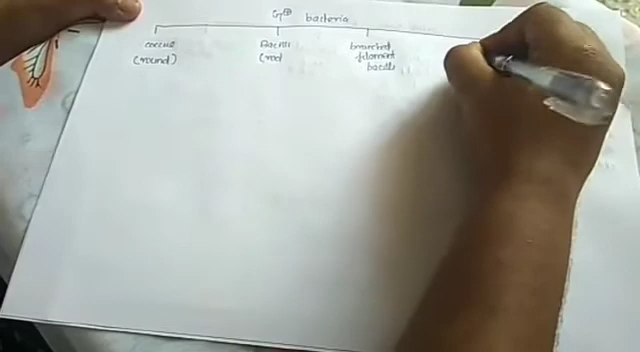 G⊕ bacteria
coccus
(round)
Bacilli
(rod
branched
filament
bacilli